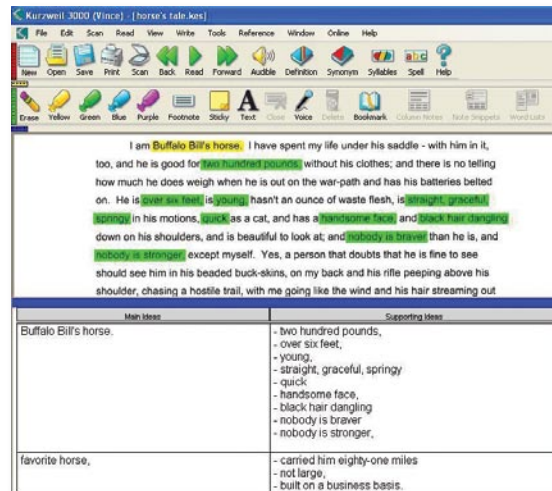 Kurzweil 3000 (Vince) - [horse's tale.kes]
File Edit Scan Read View Write Tools Reference Window Online Help
New Open Save Print Scan Back Read Forward Audible Definition Synonym Syllables Spell Help
Erase Yellow Green Blue Purple Footnote Sticky Text Close Voice Delete Bookmark Column Notes Note Snippets Word Lists
I am Buffalo Bill's horse. I have spent my life under his saddle - with him in it,
too, and he is good for two hundred pounds, without his clothes; and there is no telling
how much he does weigh when he is out on the war-path and has his batteries belted
on. He is over six feet, is young, hasn't an ounce of waste flesh, is straight, graceful,
springy in his motions, quick as a cat, and has a handsome face, and black hair dangling
down on his shoulders, and is beautiful to look at; and nobody is braver than he is, and
nobody is stronger, except myself. Yes, a person that doubts that he is fine to see
should see him in his beaded buck-skins, on my back and his rifle peeping above his
shoulder, chasing a hostile trail, with me going like the wind and his hair streaming out
Main Ideas Supporting Ideas
Buffalo Bill's horse. - two hundred pounds,
- over six feet,
- young,
- straight, graceful, springy
- quick
- handsome face,
- black hair dangling
- nobody is braver
- nobody is stronger,
favorite horse, - carried him eighty-one miles
- not large,
- built on a business basis.